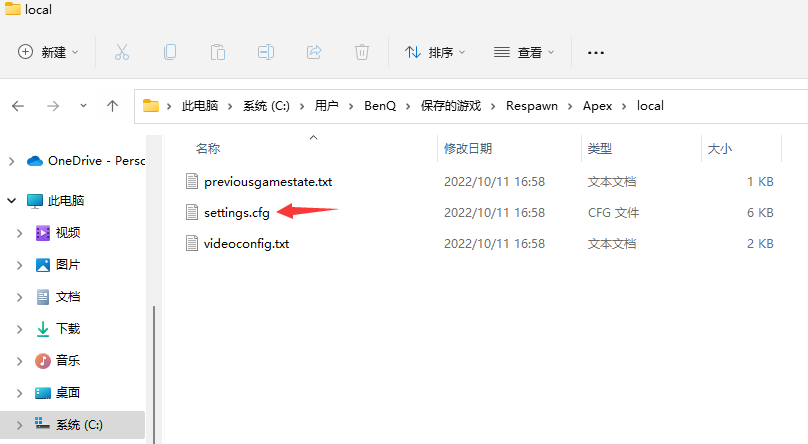 local
新建 排序 查看
此电脑 系统 (C:) 用户 BenQ 保存的游戏 Respawn Apex local
名称 修改日期 类型 大小
OneDrive - Persc
此电脑
视频
图片
文档
下载
音乐
桌面
系统 (C:)
previousgamestate.txt 2022/10/11 16:58 文本文档 1 KB
settings.cfg 2022/10/11 16:58 CFG 文件 6 KB
videoconfig.txt 2022/10/11 16:58 文本文档 2 KB